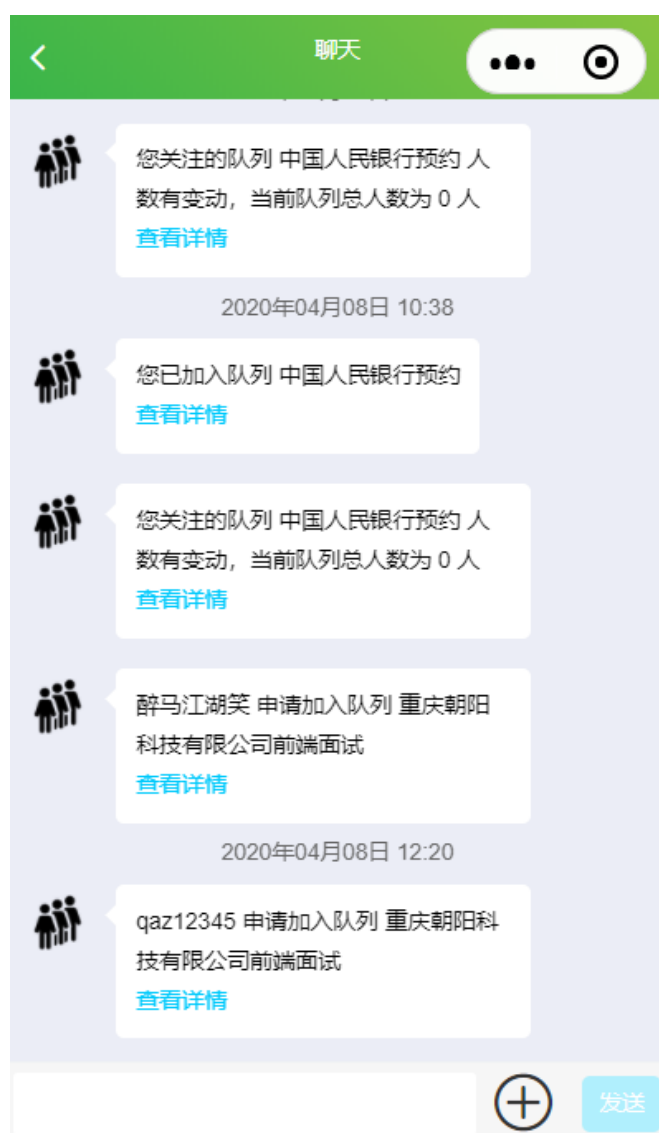 聊天
您关注的队列 中国人民银行预约 人
数有变动，当前队列总人数为 0 人
查看详情
2020年04月08日 10:38
您已加入队列 中国人民银行预约
查看详情
您关注的队列 中国人民银行预约 人
数有变动，当前队列总人数为 0 人
查看详情
醉马江湖笑 申请加入队列 重庆朝阳
科技有限公司前端面试
查看详情
2020年04月08日 12:20
qaz12345 申请加入队列 重庆朝阳科
技有限公司前端面试
查看详情
发送